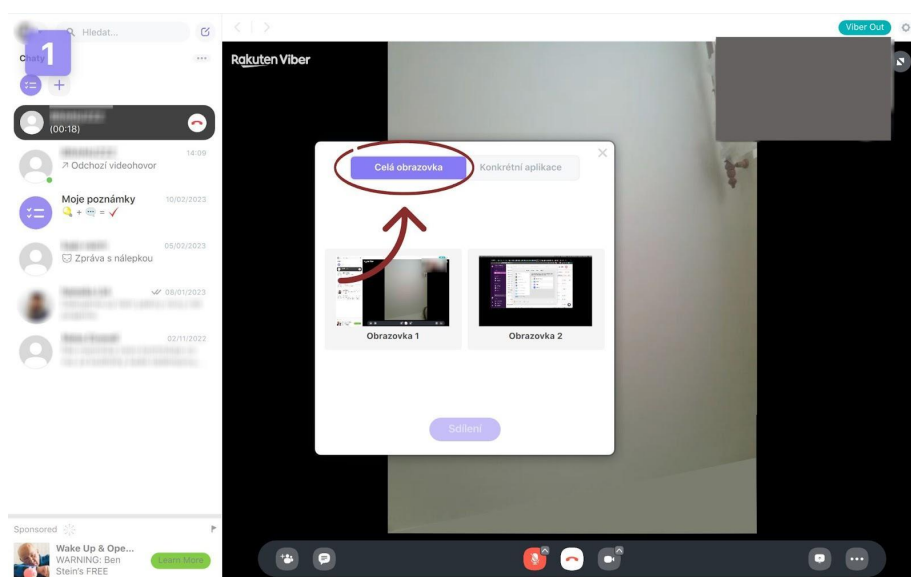 1
Hledat...
Chaty
(00:18)
14:09
Odchozí videohovor
Moje poznámky
10/02/2023
+ =
05/02/2023
Zpráva s nálepkou
08/01/2023
02/11/2022
Sponsored
Wake Up & Ope...
WARNING: Ben
Stein's FREE
Learn More
Viber Out
Rakuten Viber
Celá obrazovka
Konkrétní aplikace
Obrazovka 1
Obrazovka 2
Sdílení